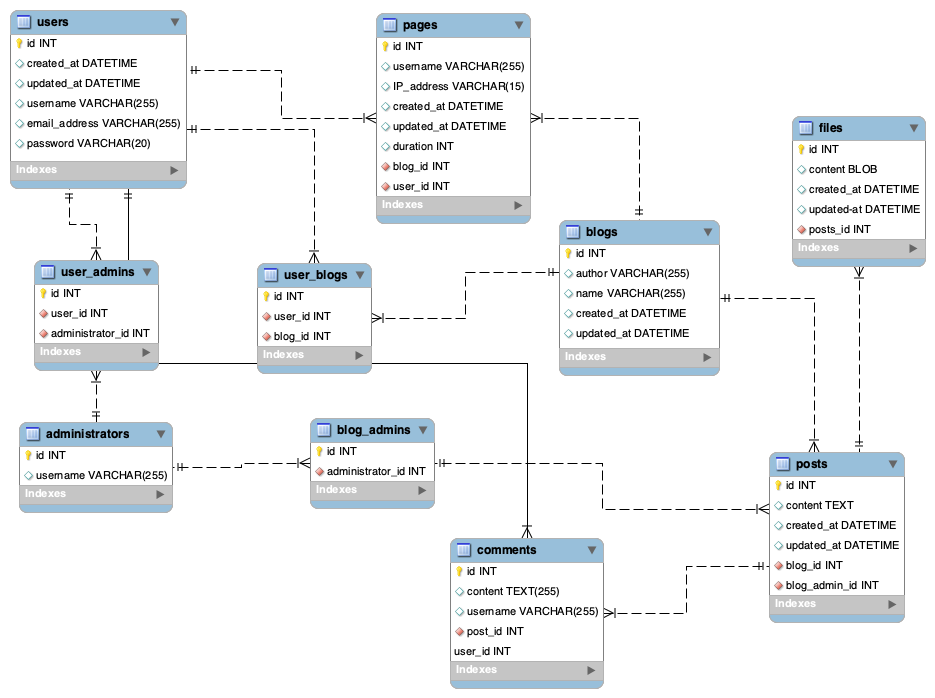 users
id INT
created_at DATETIME
updated_at DATETIME
username VARCHAR(255)
email_address VARCHAR(255)
password VARCHAR(20)
Indexes
pages
id INT
username VARCHAR(255)
IP_address VARCHAR(15)
created_at DATETIME
updated_at DATETIME
duration INT
blog_id INT
user_id INT
Indexes
files
id INT
content BLOB
created_at DATETIME
updated-at DATETIME
posts_id INT
Indexes
blogs
id INT
author VARCHAR(255)
name VARCHAR(255)
created_at DATETIME
updated_at DATETIME
Indexes
user_admins
id INT
user_id INT
administrator_id INT
Indexes
user_blogs
id INT
user_id INT
blog_id INT
Indexes
administrators
id INT
username VARCHAR(255)
Indexes
blog_admins
id INT
administrator_id INT
Indexes
posts
id INT
content TEXT
created_at DATETIME
updated_at DATETIME
blog_id INT
blog_admin_id INT
Indexes
comments
id INT
content TEXT(255)
username VARCHAR(255)
post_id INT
user_id INT
Indexes